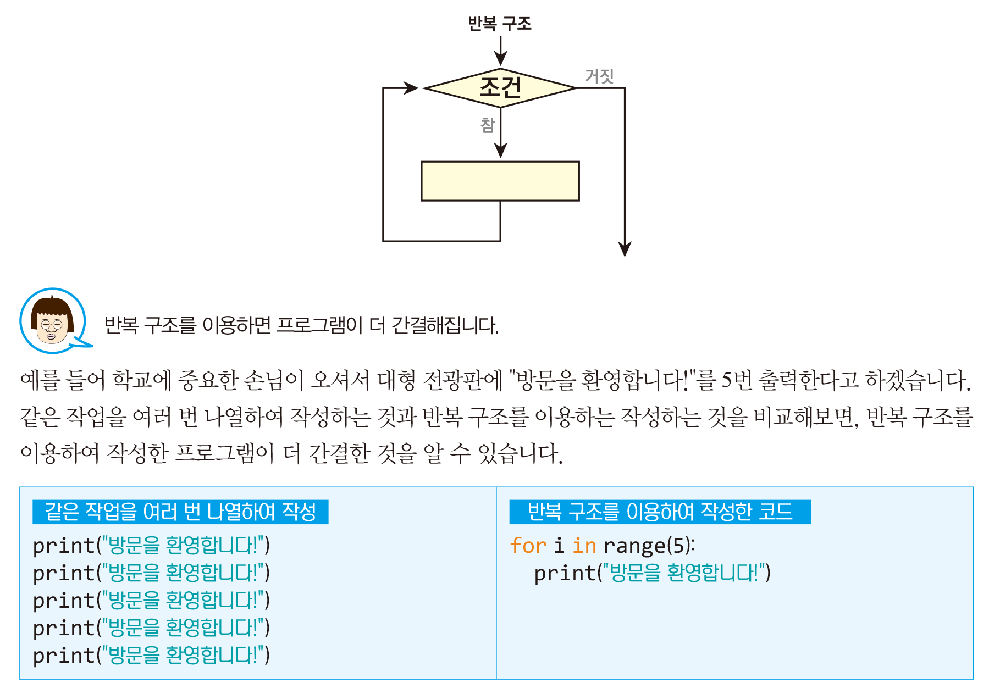 반복 구조
조건
거짓
참
반복 구조를 이용하면 프로그램이 더 간결해집니다.
예를 들어 학교에 중요한 손님이 오셔서 대형 전광판에 "방문을 환영합니다!"를 5번 출력한다고 하겠습니다.
같은 작업을 여러 번 나열하여 작성하는 것과 반복 구조를 이용하는 작성하는 것을 비교해보면, 반복 구조를
이용하여 작성한 프로그램이 더 간결한 것을 알 수 있습니다.
같은 작업을 여러 번 나열하여 작성
print("방문을 환영합니다!")
print("방문을 환영합니다!")
print("방문을 환영합니다!")
print("방문을 환영합니다!")
print("방문을 환영합니다!")
반복 구조를 이용하여 작성한 코드
for i in range(5):
print("방문을 환영합니다!")